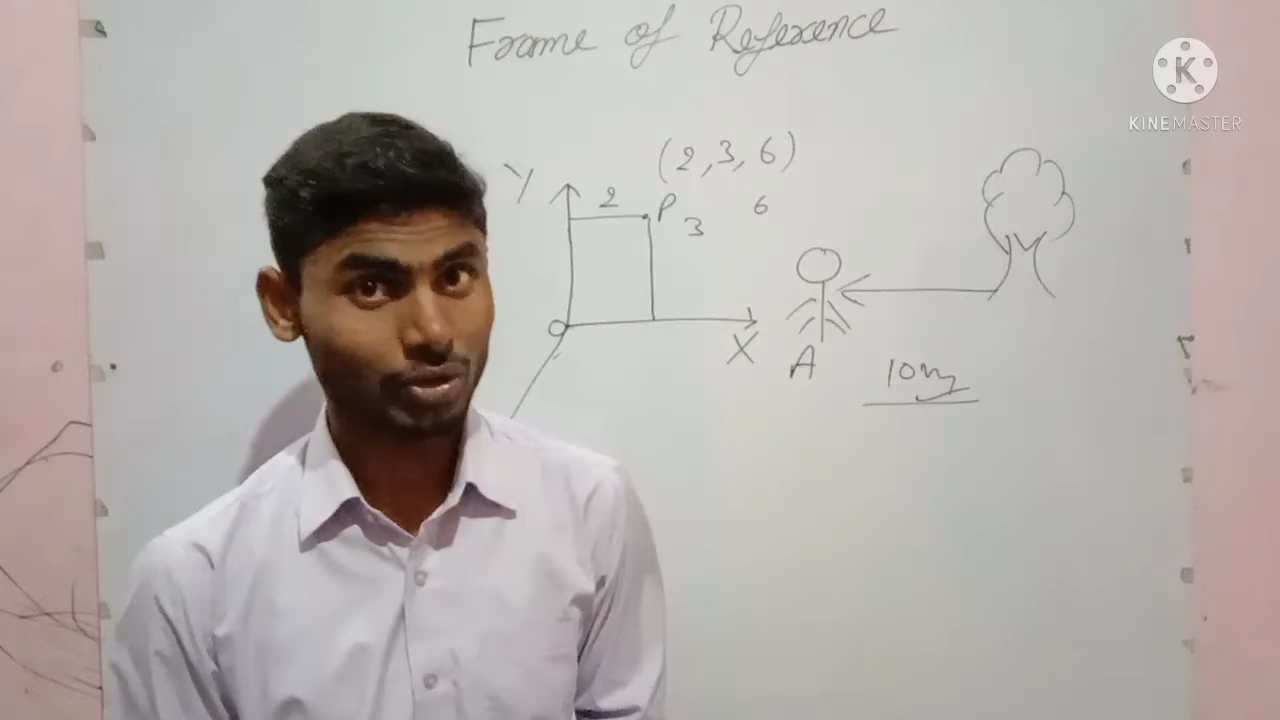 Frame of Reference
K
KINEMASTER
(2, 3, 6)
Y
2
P
3
6
O
X
A
10m